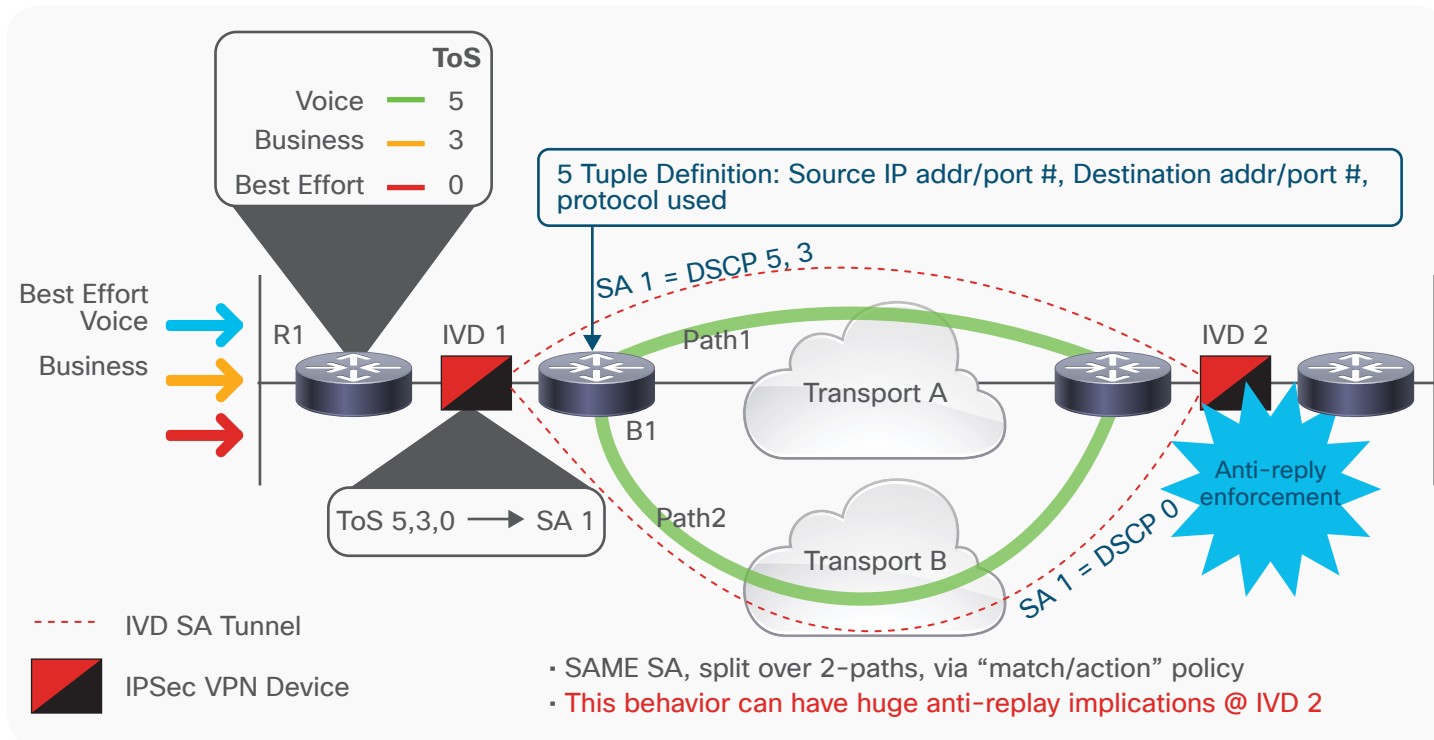 ToS
Voice 5
Business 3
Best Effort 0
5 Tuple Definition: Source IP addr/port #, Destination addr/port #,
protocol used
SA 1 = DSCP 5, 3
Best Effort
Voice
Business
R1
IVD 1
Path1
Transport A
IVD 2
B1
Anti-reply
enforcement
ToS 5,3,0 → SA 1
Path2
Transport B
SA 1 = DSCP 0
IVD SA Tunnel
IPSec VPN Device
· SAME SA, split over 2-paths, via “match/action” policy
· This behavior can have huge anti-replay implications @ IVD 2